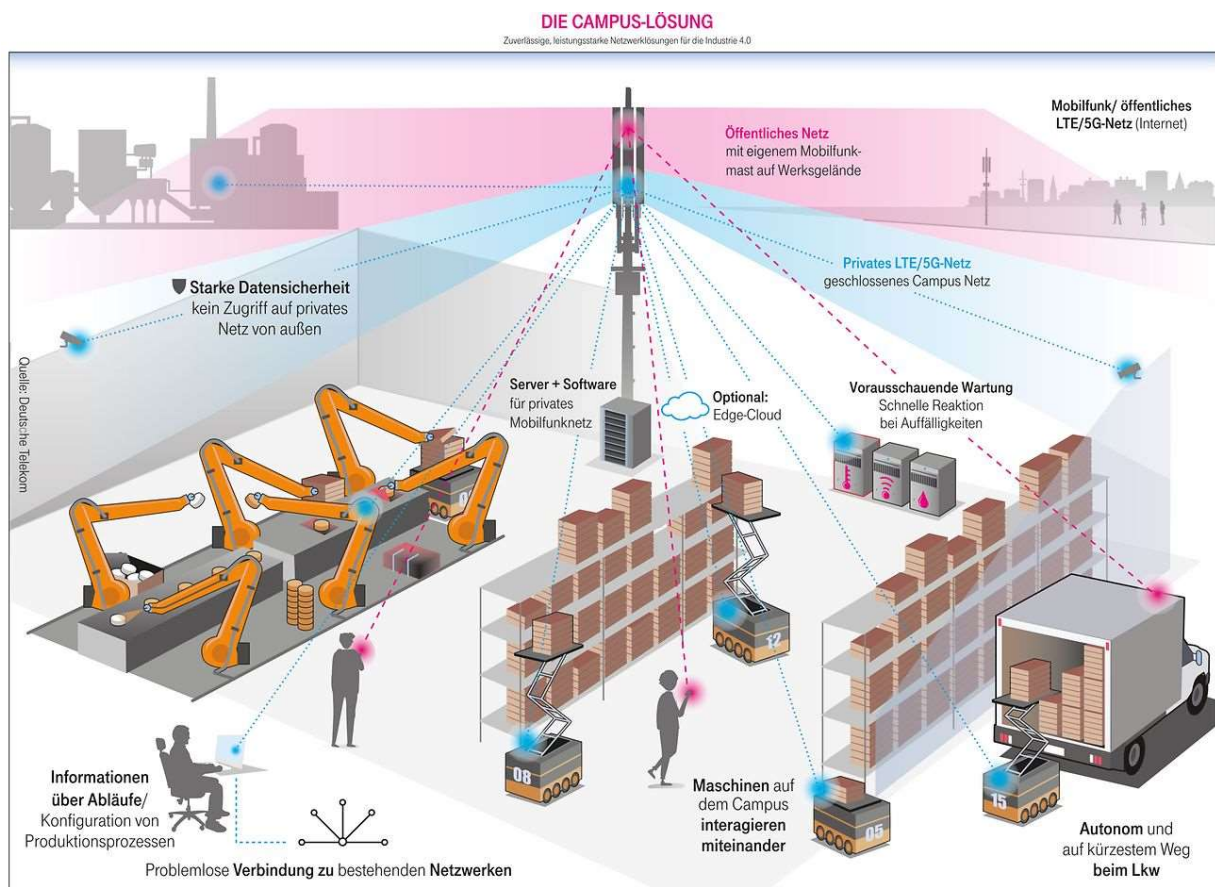 DIE CAMPUS-LÖSUNG
Zuverlässige, leistungsstarke Netzwerklösungen für die Industrie 4.0
Mobilfunk/ öffentliches
LTE/5G-Netz (Internet)
Öffentliches Netz
mit eigenem Mobilfunk-
mast auf Werksgelände
Privates LTE/5G-Netz
geschlossenes Campus Netz
Starke Datensicherheit
kein Zugriff auf privates
Netz von außen
Quelle: Deutsche Telekom
Server + Software
für privates
Mobilfunknetz
Optional:
Edge-Cloud
Vorausschauende Wartung
Schnelle Reaktion
bei Auffälligkeiten
12
08
05
15
Informationen
über Abläufe/
Konfiguration von
Produktionsprozessen
Problemlose Verbindung zu bestehenden Netzwerken
Maschinen auf
dem Campus
interagieren
miteinander
Autonom und
auf kürzestem Weg
beim Lkw